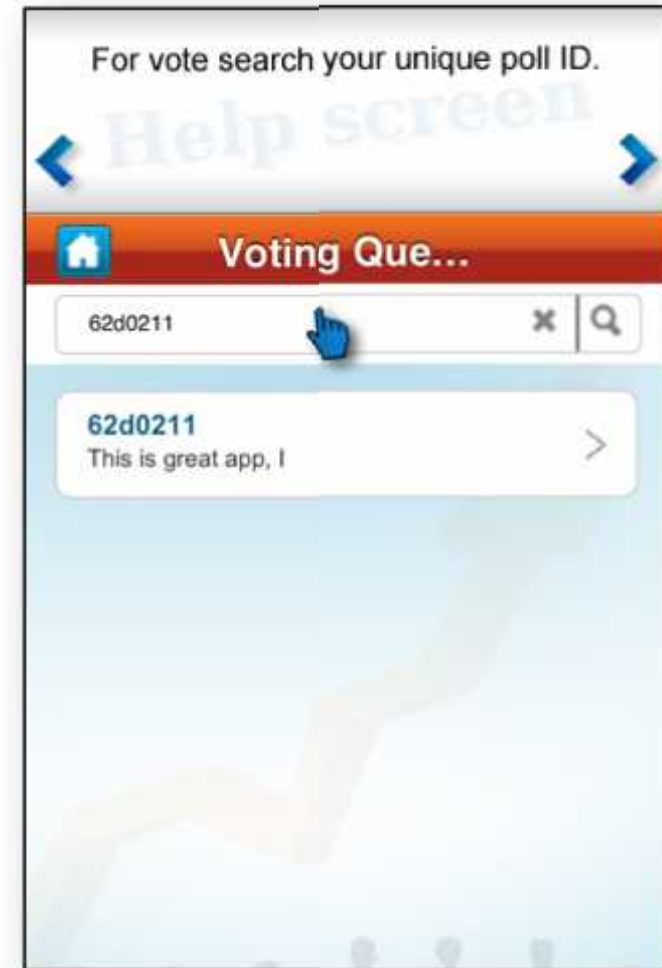 For vote search your unique poll ID.
Help screen
Voting Que...
62d0211
62d0211
This is great app, I